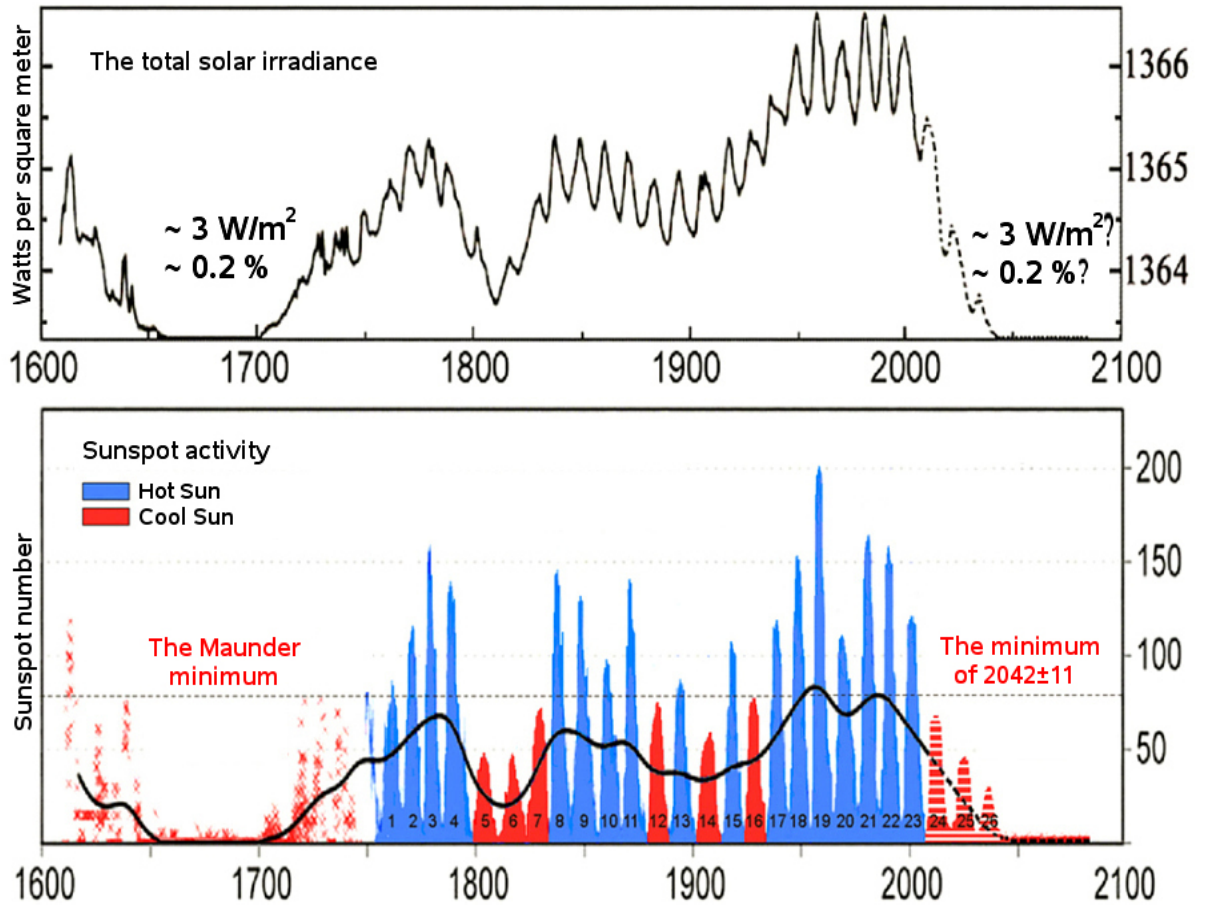 Watts per square meter
The total solar irradiance
1366
1365
1364
~ 3 W/m²
~ 0.2 %
~ 3 W/m²?
~ 0.2 %?
1600 1700 1800 1900 2000 2100
Sunspot number
Sunspot activity
Hot Sun
Cool Sun
200
150
100
50
The Maunder
minimum
The minimum
of 2042±11
1 2 3 4 5 6 7 8 9 10 11 12 13 14 15 16 17 18 19 20 21 22 23 24 25 26
1600 1700 1800 1900 2000 2100